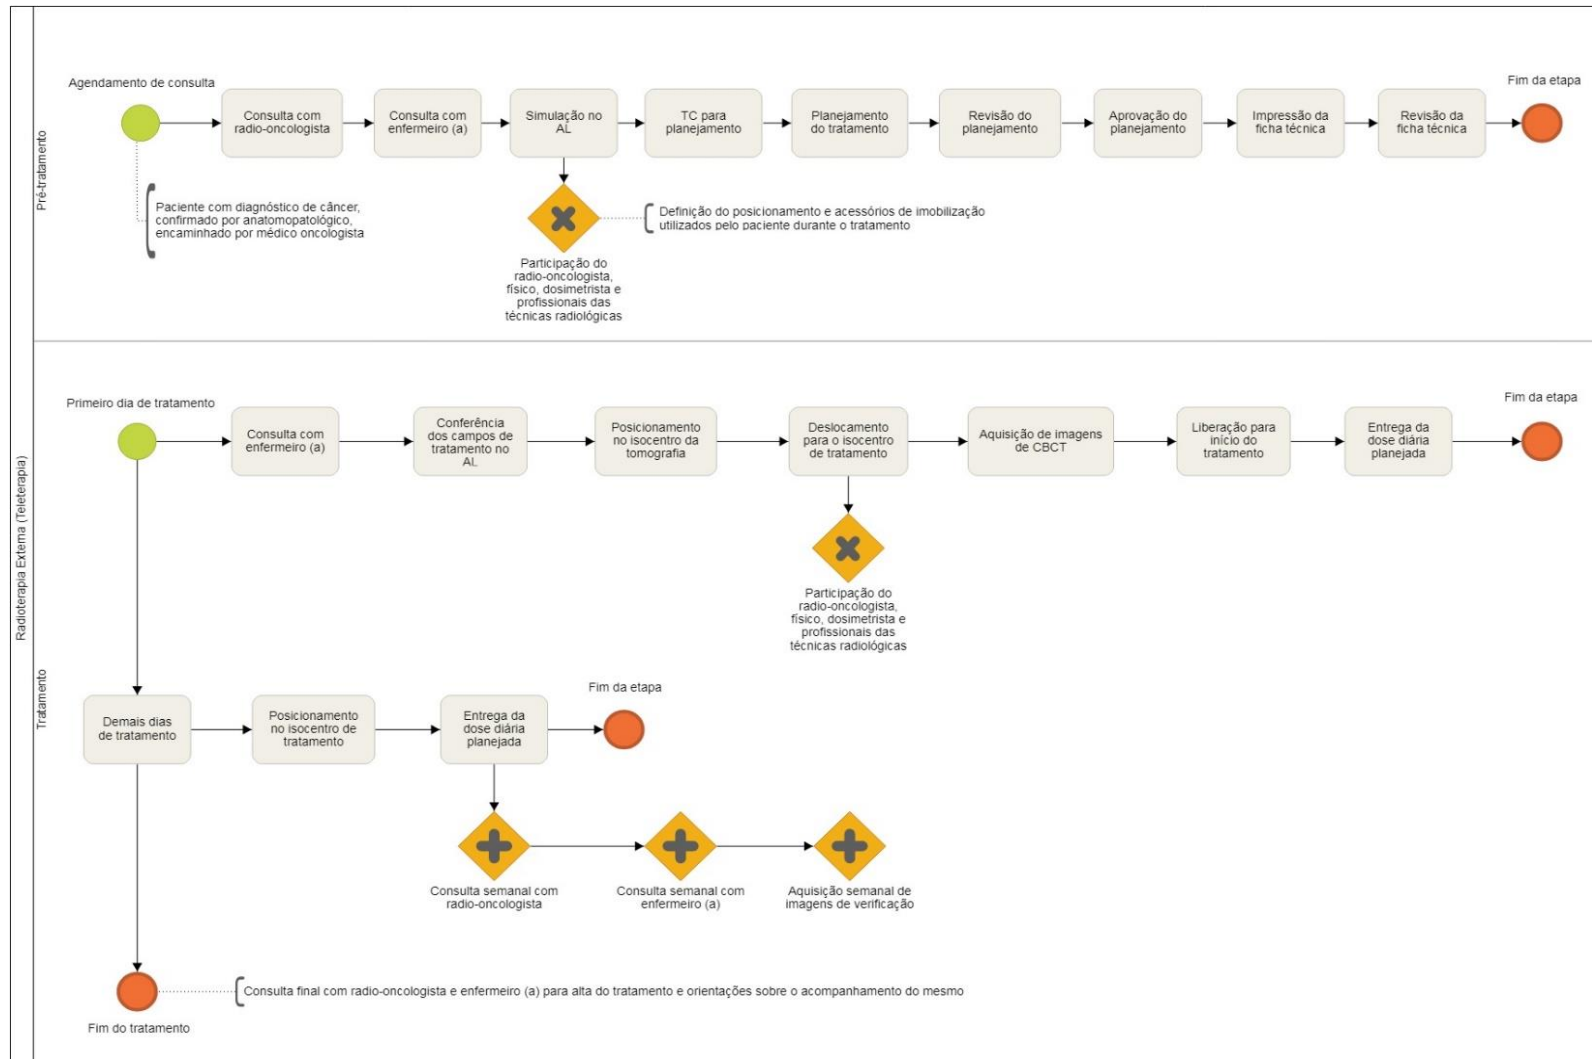 Radioterapia Externa (Teleterapia)
Pré-tratamento
Agendamento de consulta
Consulta com
radio-oncologista
Consulta com
enfermeiro (a)
Simulação no
AL
TC para
planejamento
Planejamento
do tratamento
Revisão do
planejamento
Aprovação do
planejamento
Impressão da
ficha técnica
Revisão da
ficha técnica
Fim da etapa
Paciente com diagnóstico de câncer,
confirmado por anatomopatológico,
encaminhado por médico oncologista
Definição do posicionamento e acessórios de imobilização
utilizados pelo paciente durante o tratamento
Participação do
radio-oncologista,
físico, dosimetrista e
profissionais das
técnicas radiológicas
Tratamento
Primeiro dia de tratamento
Consulta com
enfermeiro (a)
Conferência
dos campos de
tratamento no
AL
Posicionamento
no isocentro da
tomografia
Deslocamento
para o isocentro
de tratamento
Aquisição de imagens
de CBCT
Liberação para
início do
tratamento
Entrega da
dose diária
planejada
Fim da etapa
Participação do
radio-oncologista,
físico, dosimetrista e
profissionais das
técnicas radiológicas
Demais dias
de tratamento
Posicionamento
no isocentro de
tratamento
Entrega da
dose diária
planejada
Fim da etapa
Consulta semanal com
radio-oncologista
Consulta semanal com
enfermeiro (a)
Aquisição semanal de
imagens de verificação
Consulta final com radio-oncologista e enfermeiro (a) para alta do tratamento e orientações sobre o acompanhamento do mesmo
Fim do tratamento